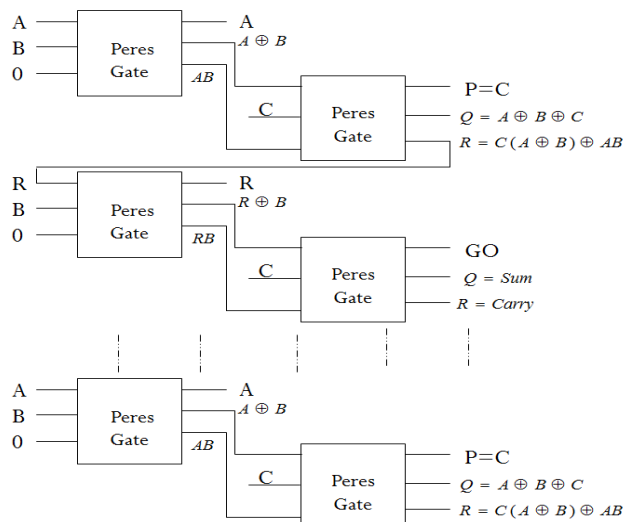 A A
B A ⊕ B
Peres
Gate
0 AB
C
Peres
Gate
P=C
Q = A ⊕ B ⊕ C
R = C(A ⊕ B) ⊕ AB
R R
B R ⊕ B
Peres
Gate
0 RB
C
Peres
Gate
GO
Q = Sum
R = Carry
A A
B A ⊕ B
Peres
Gate
0 AB
C
Peres
Gate
P=C
Q = A ⊕ B ⊕ C
R = C(A ⊕ B) ⊕ AB